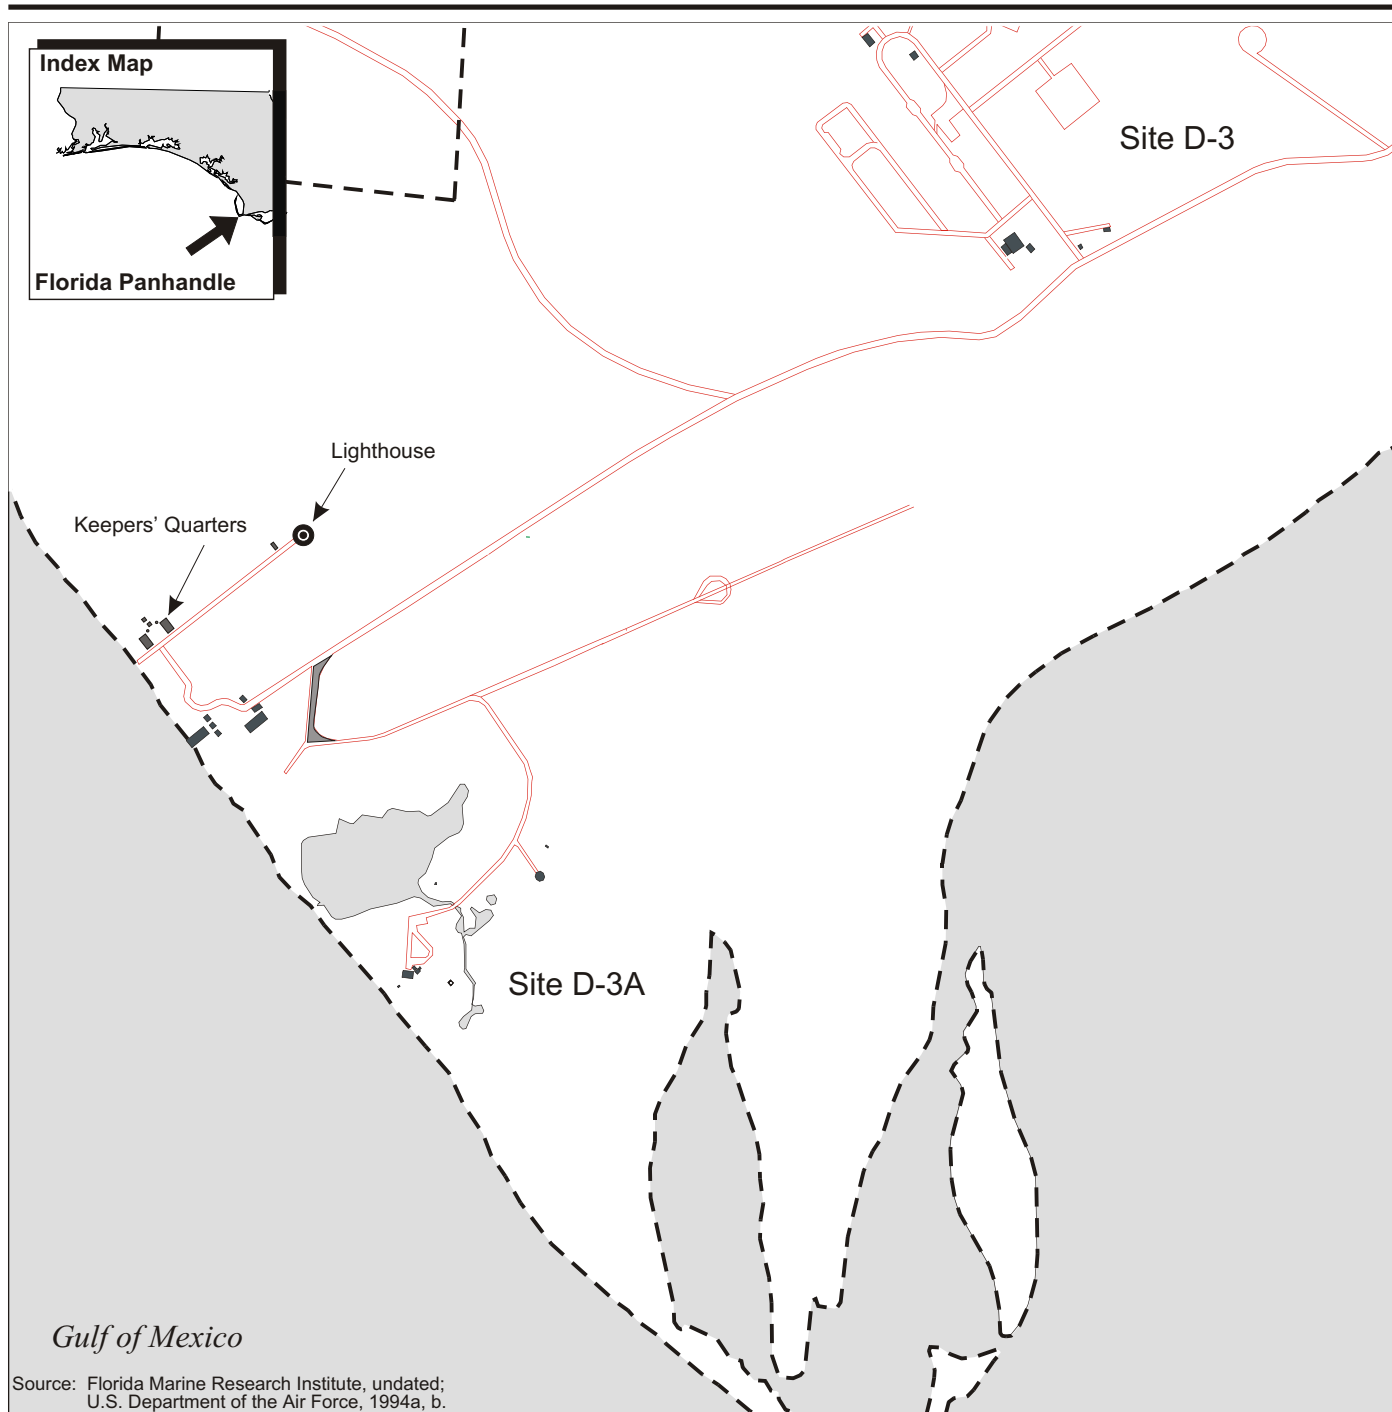 Index Map
Florida Panhandle
Site D-3
Lighthouse
Keepers’ Quarters
Site D-3A
Gulf of Mexico
Source: Florida Marine Research Institute, undated;
U.S. Department of the Air Force, 1994a, b.